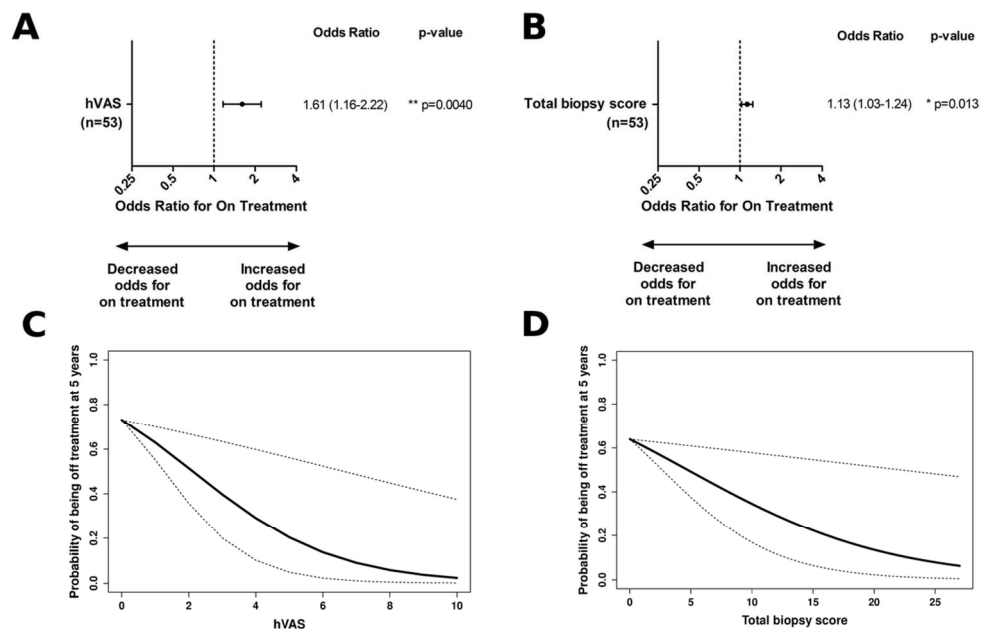 A
Odds Ratio p-value
hVAS
(n=53)
1.61 (1.16-2.22) ** p=0.0040
0.25 0.5 1 2 4
Odds Ratio for On Treatment
Decreased
odds for
on treatment
Increased
odds for
on treatment
B
Odds Ratio p-value
Total biopsy score
(n=53)
1.13 (1.03-1.24) * p=0.013
0.25 0.5 1 2 4
Odds Ratio for On Treatment
Decreased
odds for
on treatment
Increased
odds for
on treatment
C
Probability of being off treatment at 5 years
1.0
0.8
0.6
0.4
0.2
0.0
0 2 4 6 8 10
hVAS
D
Probability of being off treatment at 5 years
1.0
0.8
0.6
0.4
0.2
0.0
0 5 10 15 20 25
Total biopsy score